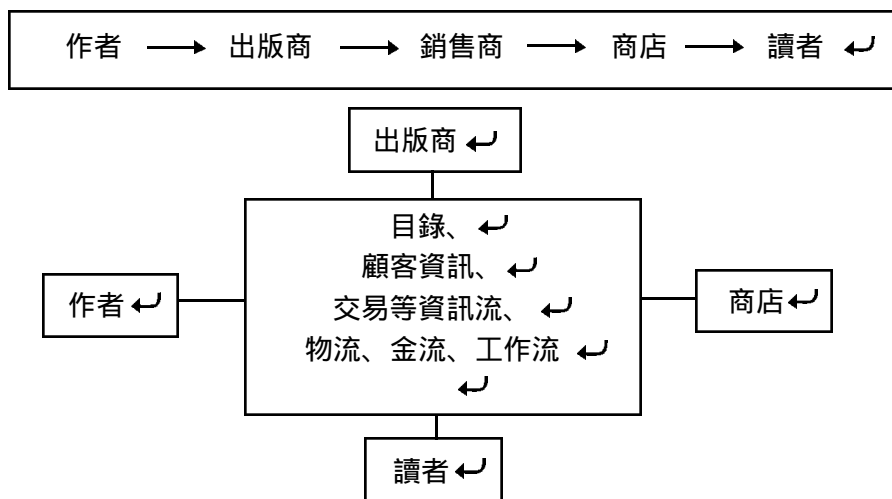 作者 → 出版商 → 銷售商 → 商店 → 讀者 ↵
出版商 ↵
目錄、 ↵
顧客資訊、 ↵
作者 ↵
交易等資訊流、 ↵
商店 ↵
物流、金流、工作流 ↵
↵
讀者 ↵